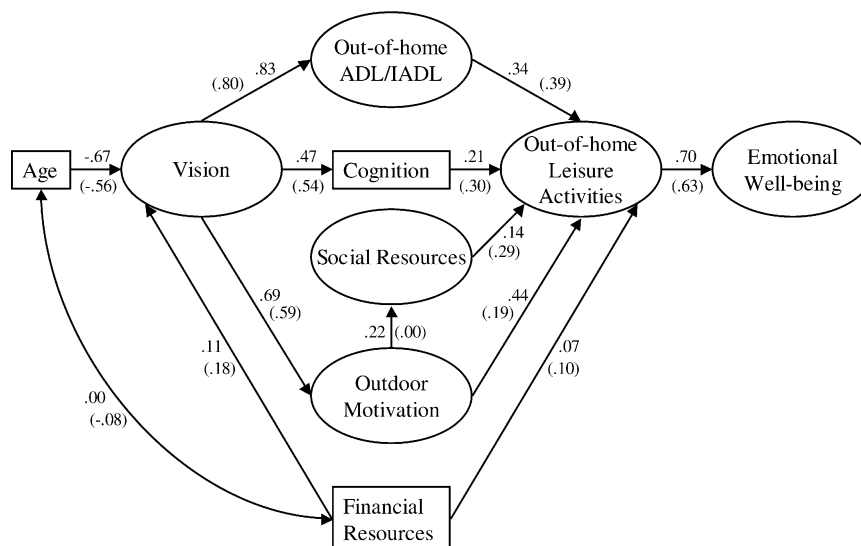 Out-of-home
ADL/IADL
.83
(.80)
.34
(.39)
Age
-.67
(-.56)
Vision
.47
(.54)
Cognition
.21
(.30)
Out-of-home
Leisure
Activities
.70
(.63)
Emotional
Well-being
Social Resources
.14
(.29)
.69
(.59)
.44
(.19)
.22 (.00)
.11
(.18)
.07
(.10)
Outdoor
Motivation
.00
(-.08)
Financial
Resources